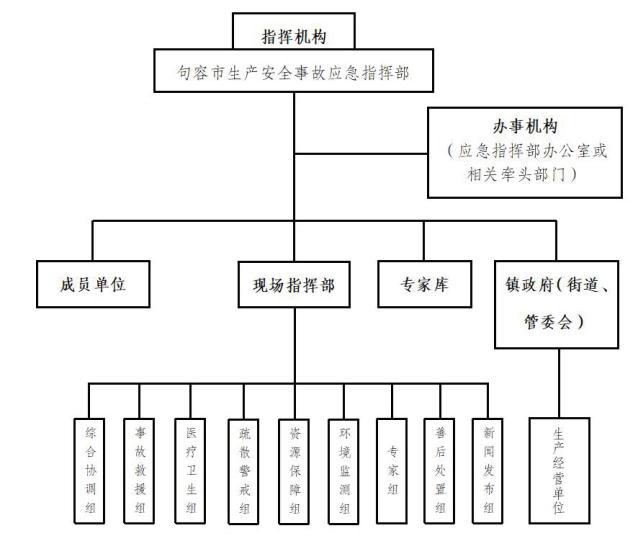 指挥机构
句容市生产安全事故应急指挥部
办事机构
（应急指挥部办公室或
相关牵头部门）
成员单位
现场指挥部
专家库
镇政府（街道、
管委会）
综合协调组
事故救援组
医疗卫生组
疏散警戒组
资源保障组
环境监测组
专家组
善后处置组
新闻发布组
生产经营单位